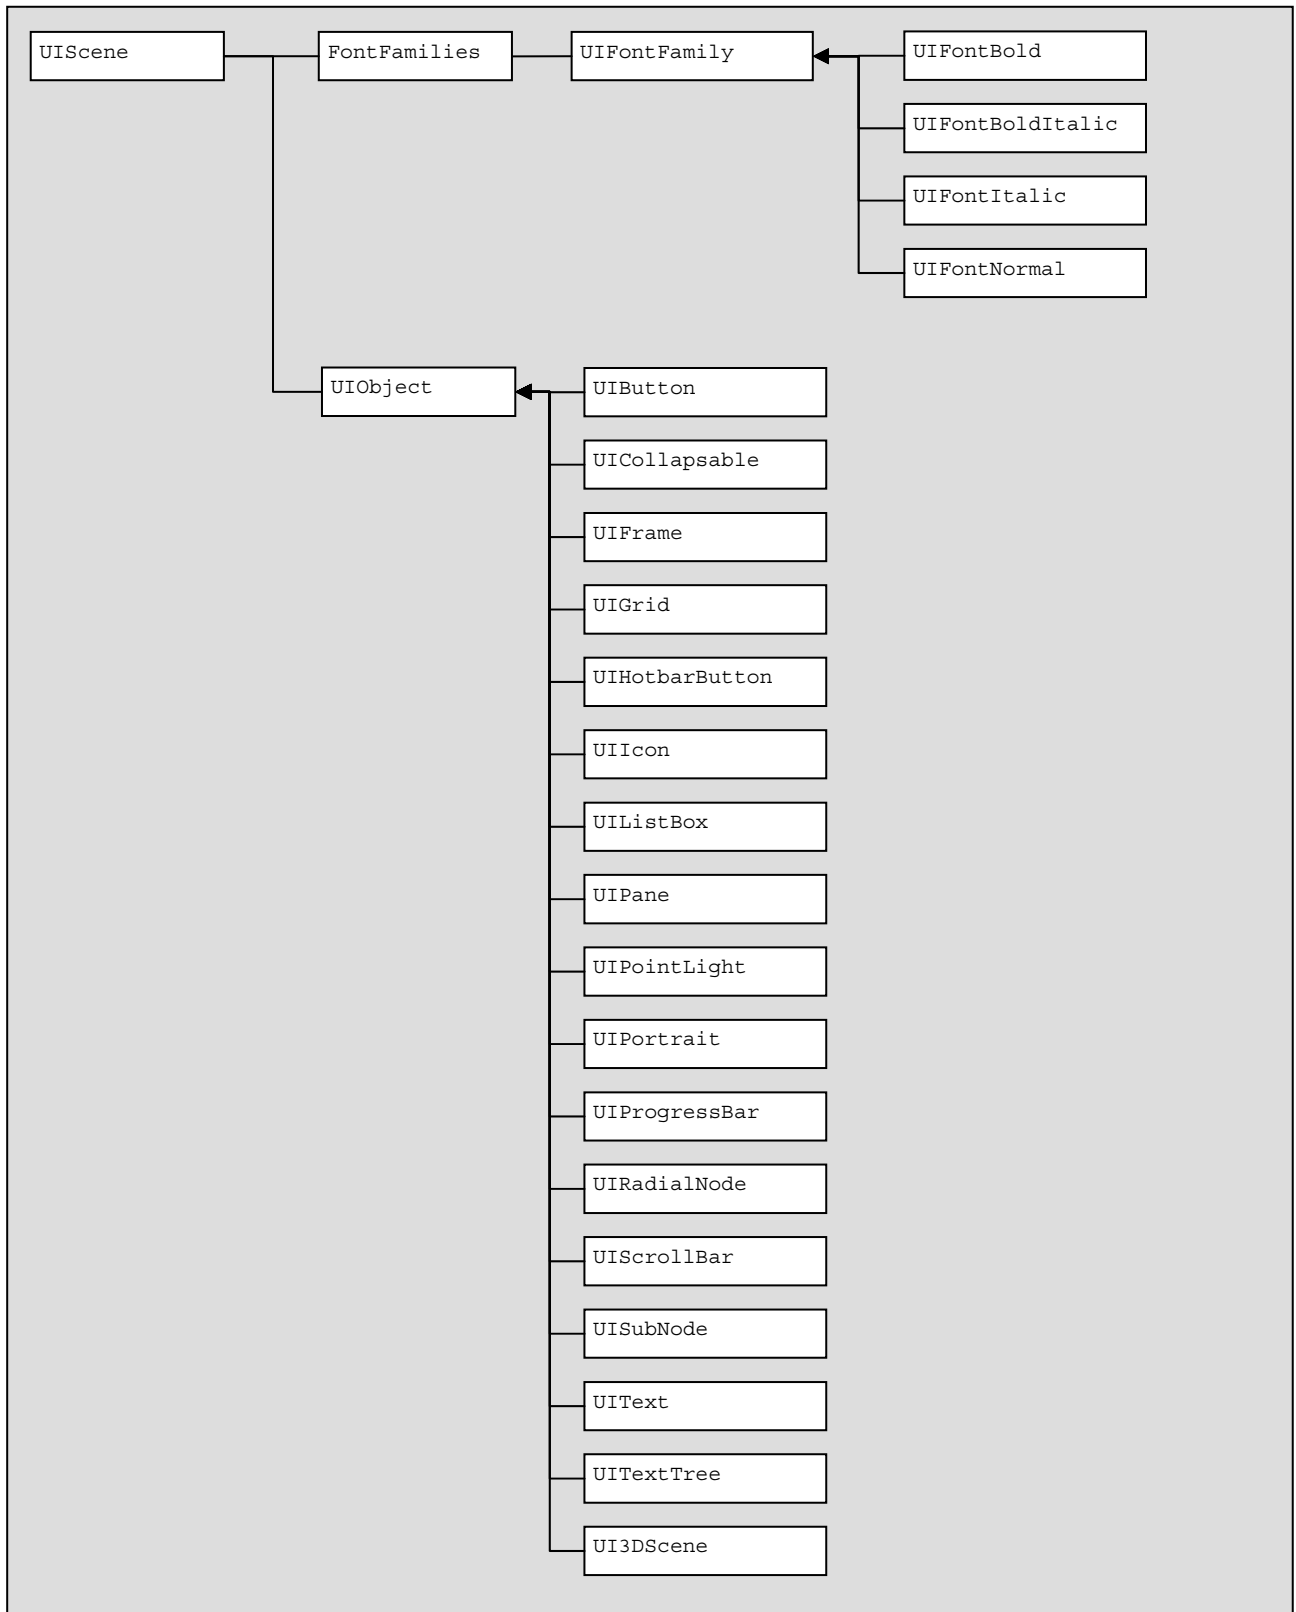 UIScene
FontFamilies
UIFontFamily
UIFontBold
UIFontBoldItalic
UIFontItalic
UIFontNormal
UIObject
UIButton
UICollapsable
UIFrame
UIGrid
UIHotbarButton
UIIcon
UIListBox
UIPane
UIPointLight
UIPortrait
UIProgressBar
UIRadialNode
UIScrollBar
UISubNode
UIText
UITextTree
UI3DScene